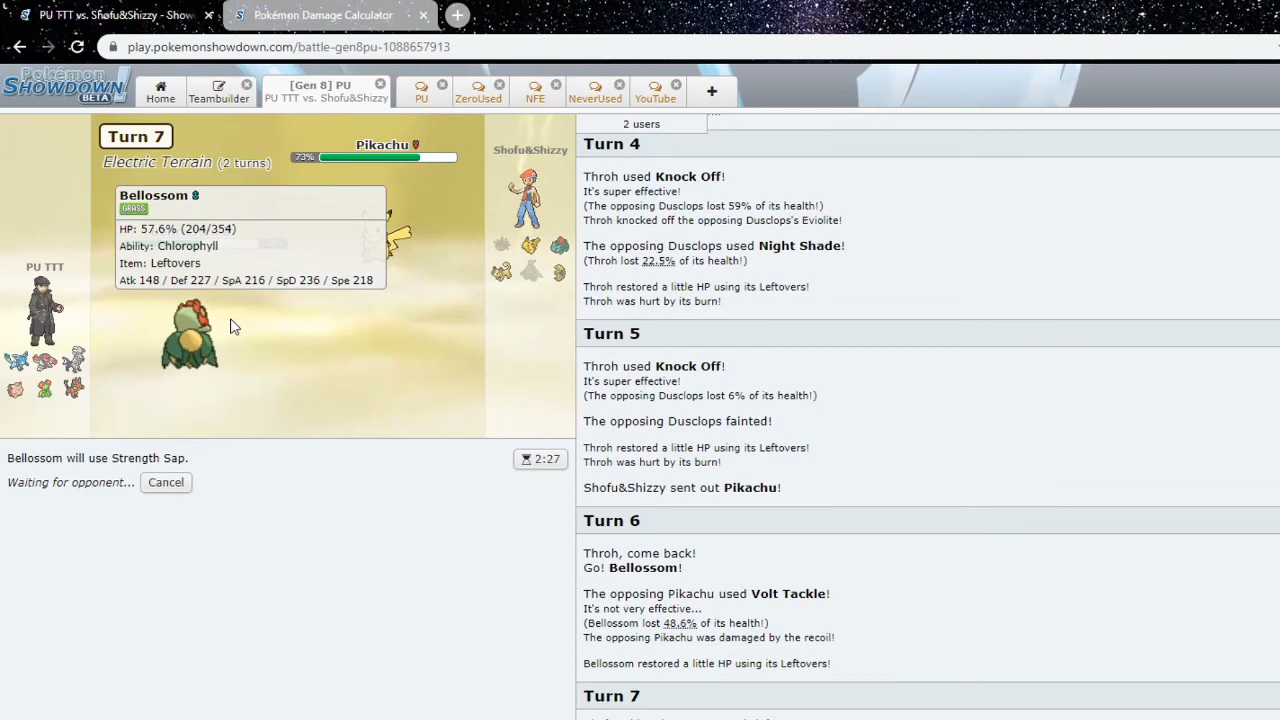 PU TTT vs. Shofu&Shizzy - Show
Pokémon Damage Calculator
play.pokemonshowdown.com/battle-gen8pu-1088657913
Pokémon
SHOWDOWN
BETA
Home
Teambuilder
[Gen 8] PU
PU TTT vs. Shofu&Shizzy
PU
ZeroUsed
NFE
NeverUsed
YouTube
Turn 7
Electric Terrain (2 turns)
Pikachu
73%
Shofu&Shizzy
Bellossom
GRASS
HP: 57.6% (204/354)
Ability: Chlorophyll
Item: Leftovers
Atk 148 / Def 227 / SpA 216 / SpD 236 / Spe 218
PU TTT
Bellossom will use Strength Sap.
2:27
Waiting for opponent...
Cancel
2 users
Turn 4
Throh used Knock Off!
It's super effective!
(The opposing Dusclops lost 59% of its health!)
Throh knocked off the opposing Dusclops's Eviolite!
The opposing Dusclops used Night Shade!
(Throh lost 22.5% of its health!)
Throh restored a little HP using its Leftovers!
Throh was hurt by its burn!
Turn 5
Throh used Knock Off!
It's super effective!
(The opposing Dusclops lost 6% of its health!)
The opposing Dusclops fainted!
Throh restored a little HP using its Leftovers!
Throh was hurt by its burn!
Shofu&Shizzy sent out Pikachu!
Turn 6
Throh, come back!
Go! Bellossom!
The opposing Pikachu used Volt Tackle!
It's not very effective...
(Bellossom lost 48.6% of its health!)
The opposing Pikachu was damaged by the recoil!
Bellossom restored a little HP using its Leftovers!
Turn 7